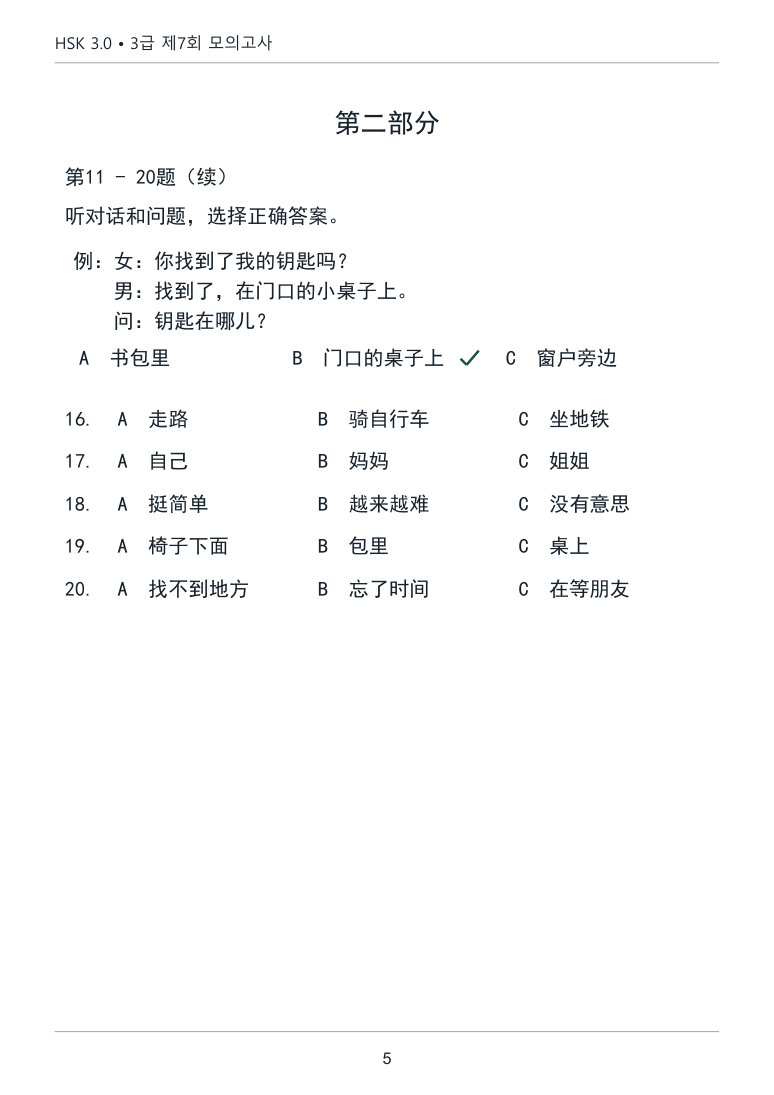 HSK 3.0 • 3급 제7회 모의고사
第二部分
第11 - 20题（续）
听对话和问题，选择正确答案。
例：女：你找到了我的钥匙吗？
男：找到了，在门口的小桌子上。
问：钥匙在哪儿？
A 书包里 B 门口的桌子上 ✓ C 窗户旁边
16. A 走路 B 骑自行车 C 坐地铁
17. A 自己 B 妈妈 C 姐姐
18. A 挺简单 B 越来越难 C 没有意思
19. A 椅子下面 B 包里 C 桌上
20. A 找不到地方 B 忘了时间 C 在等朋友
5